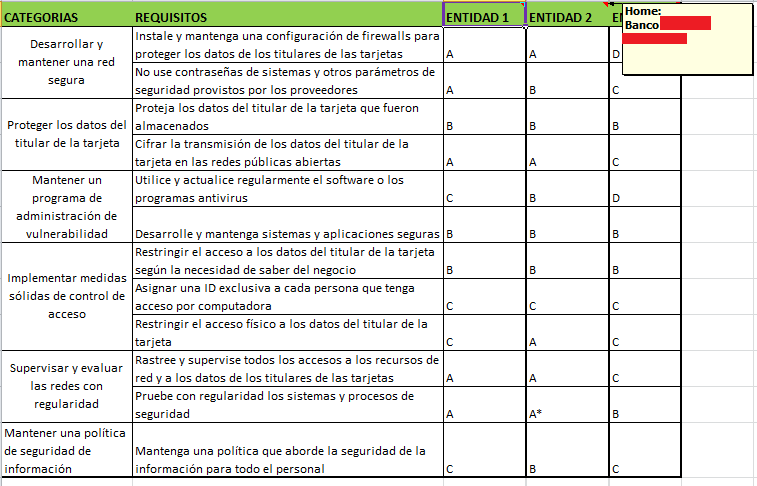 CATEGORIAS REQUISITOS ENTIDAD 1 ENTIDAD 2
Home:
Banco
Desarrollar y
mantener una red
segura
Instale y mantenga una configuración de firewalls para
proteger los datos de los titulares de las tarjetas A A D
No use contraseñas de sistemas y otros parámetros de
seguridad provistos por los proveedores A B C
Proteger los datos del
titular de la tarjeta
Proteja los datos del titular de la tarjeta que fueron
almacenados B B B
Cifrar la transmisión de los datos del titular de la
tarjeta en las redes públicas abiertas A A C
Mantener un
programa de
administración de
vulnerabilidad
Utilice y actualice regularmente el software o los
programas antivirus C B D
Desarrolle y mantenga sistemas y aplicaciones seguras B B B
Implementar medidas
sólidas de control de
acceso
Restringir el acceso a los datos del titular de la tarjeta
según la necesidad de saber del negocio B B B
Asignar una ID exclusiva a cada persona que tenga
acceso por computadora C C C
Restringir el acceso físico a los datos del titular de la
tarjeta C A C
Supervisar y evaluar
las redes con
regularidad
Rastree y supervise todos los accesos a los recursos de
red y a los datos de los titulares de las tarjetas A A C
Pruebe con regularidad los sistemas y procesos de
seguridad A A* B
Mantener una política
de seguridad de
información
Mantenga una política que aborde la seguridad de la
información para todo el personal C B C